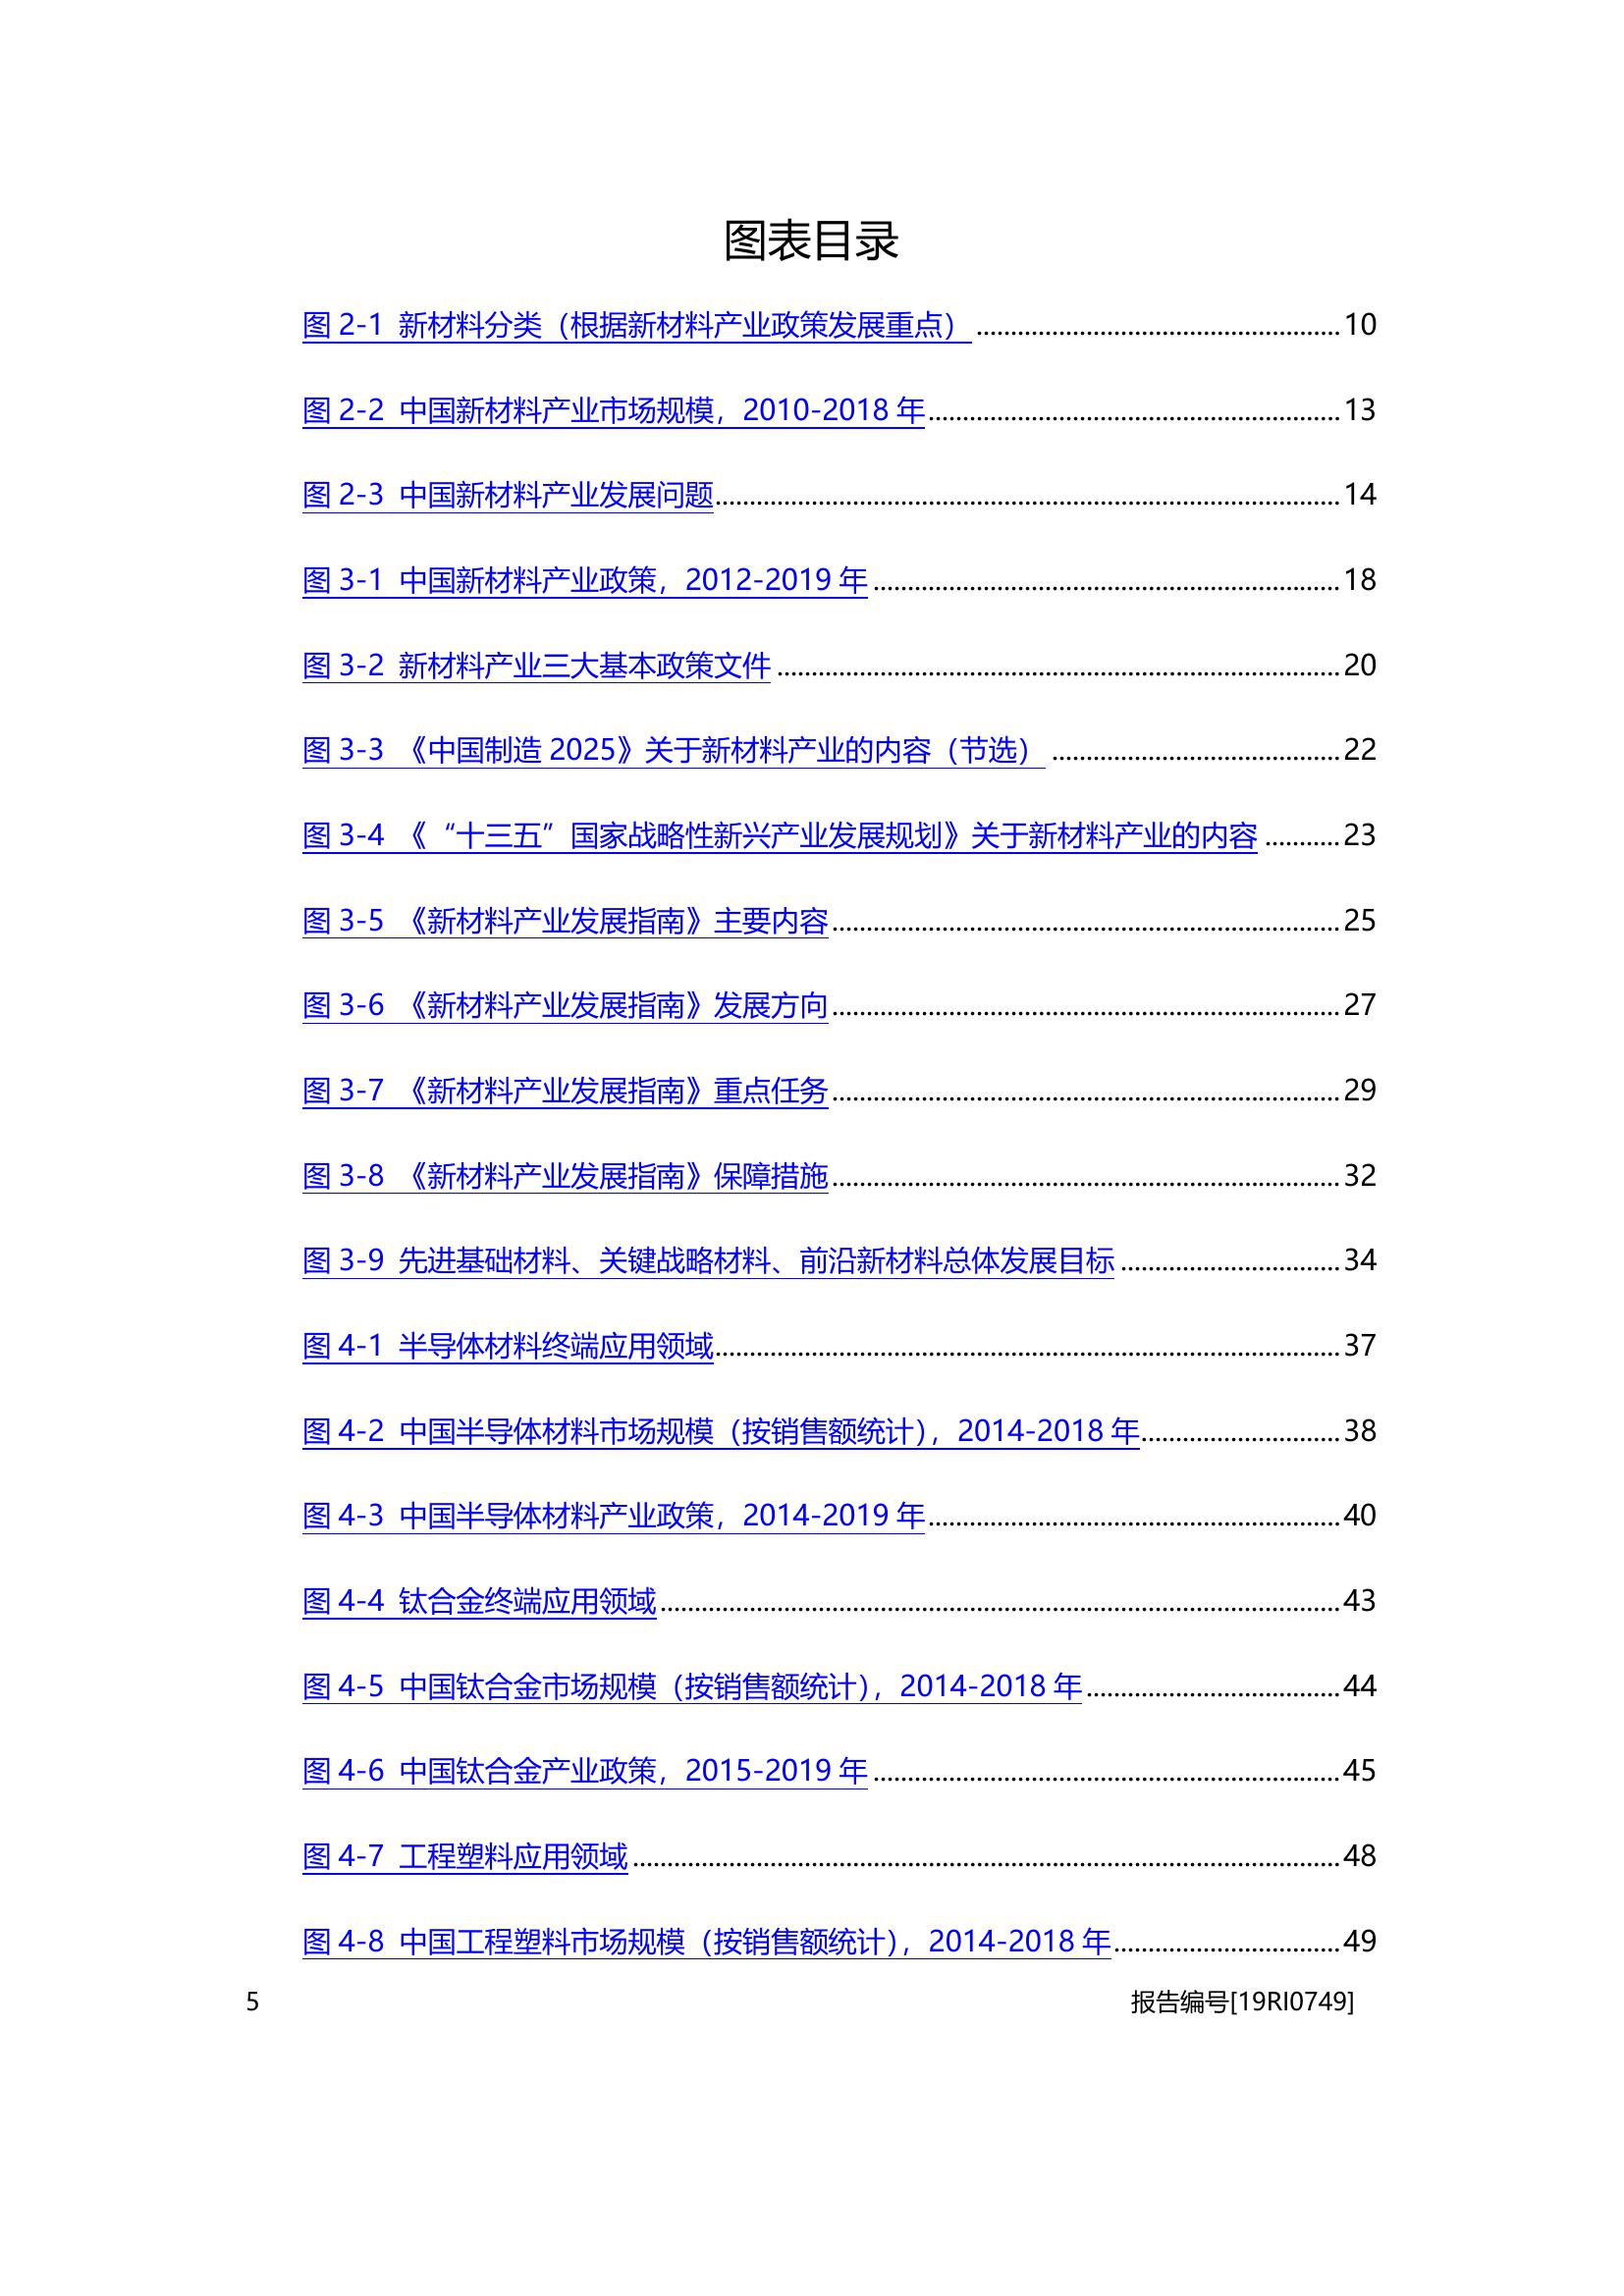 图表目录
图 2-1 新材料分类（根据新材料产业政策发展重点） ..................................................... 10
图 2-2 中国新材料产业市场规模，2010-2018 年............................................................ 13
图 2-3 中国新材料产业发展问题........................................................................................... 14
图 3-1 中国新材料产业政策，2012-2019 年 .................................................................... 18
图 3-2 新材料产业三大基本政策文件 .................................................................................. 20
图 3-3 《中国制造 2025》关于新材料产业的内容（节选） .......................................... 22
图 3-4 《“十三五”国家战略性新兴产业发展规划》关于新材料产业的内容 ........... 23
图 3-5 《新材料产业发展指南》主要内容.......................................................................... 25
图 3-6 《新材料产业发展指南》发展方向.......................................................................... 27
图 3-7 《新材料产业发展指南》重点任务.......................................................................... 29
图 3-8 《新材料产业发展指南》保障措施.......................................................................... 32
图 3-9 先进基础材料、关键战略材料、前沿新材料总体发展目标 ................................ 34
图 4-1 半导体材料终端应用领域........................................................................................... 37
图 4-2 中国半导体材料市场规模（按销售额统计），2014-2018 年............................. 38
图 4-3 中国半导体材料产业政策，2014-2019 年............................................................ 40
图 4-4 钛合金终端应用领域 ................................................................................................... 43
图 4-5 中国钛合金市场规模（按销售额统计），2014-2018 年 ..................................... 44
图 4-6 中国钛合金产业政策，2015-2019 年 .................................................................... 45
图 4-7 工程塑料应用领域 ....................................................................................................... 48
图 4-8 中国工程塑料市场规模（按销售额统计），2014-2018 年................................. 49
5 报告编号[19RI0749]